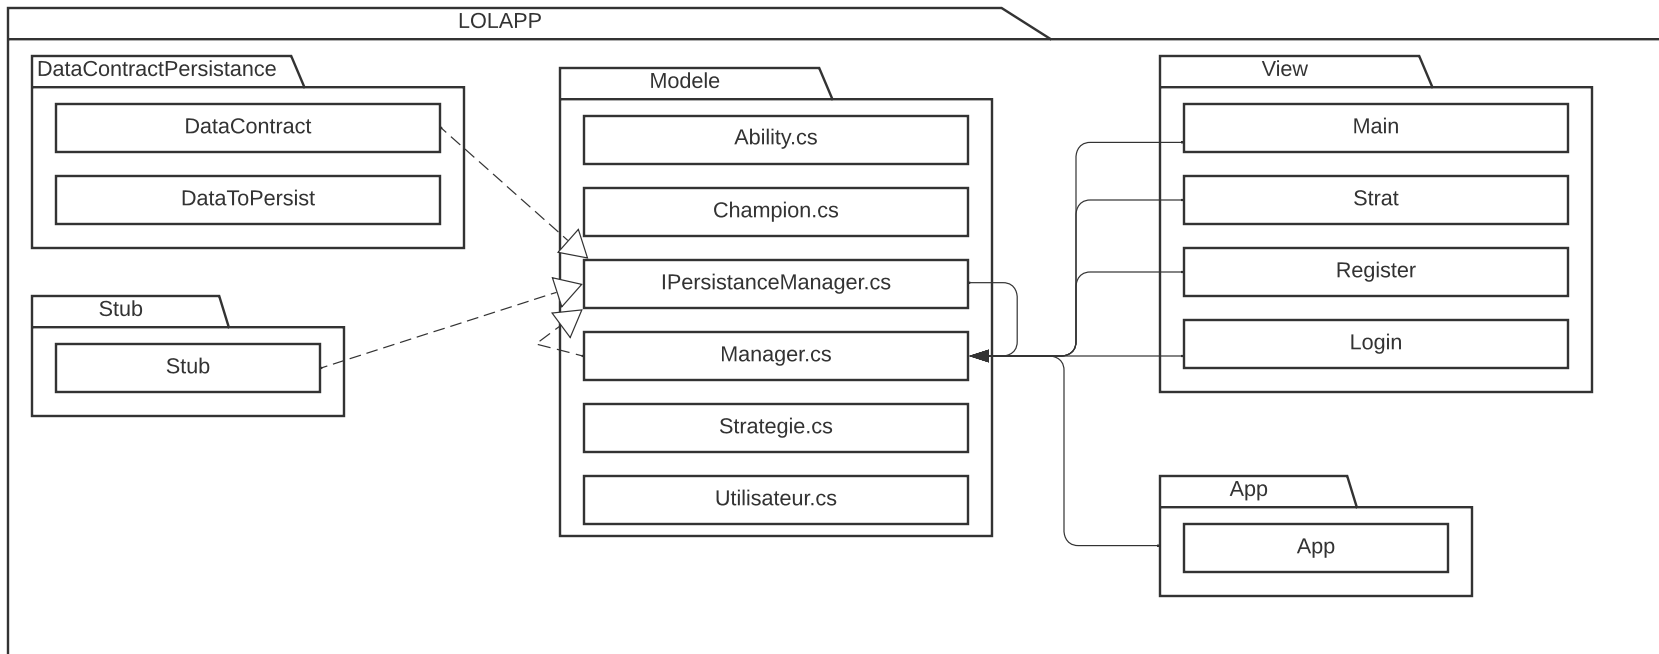 LOLAPP
DataContractPersistance
DataContract
DataToPersist
Stub
Stub
Modele
Ability.cs
Champion.cs
IPersistanceManager.cs
Manager.cs
Strategie.cs
Utilisateur.cs
View
Main
Strat
Register
Login
App
App